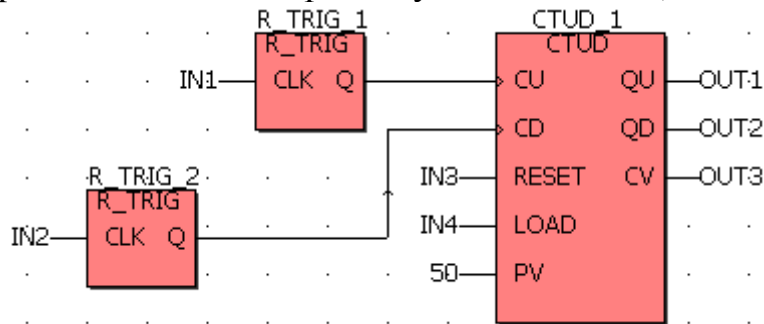 R_TRIG_1
R_TRIG
IN1 CLK Q
CTUD_1
CTUD
CU QU OUT1
CD QD OUT2
IN3 RESET CV OUT3
IN4 LOAD
50 PV
R_TRIG_2
R_TRIG
IN2 CLK Q